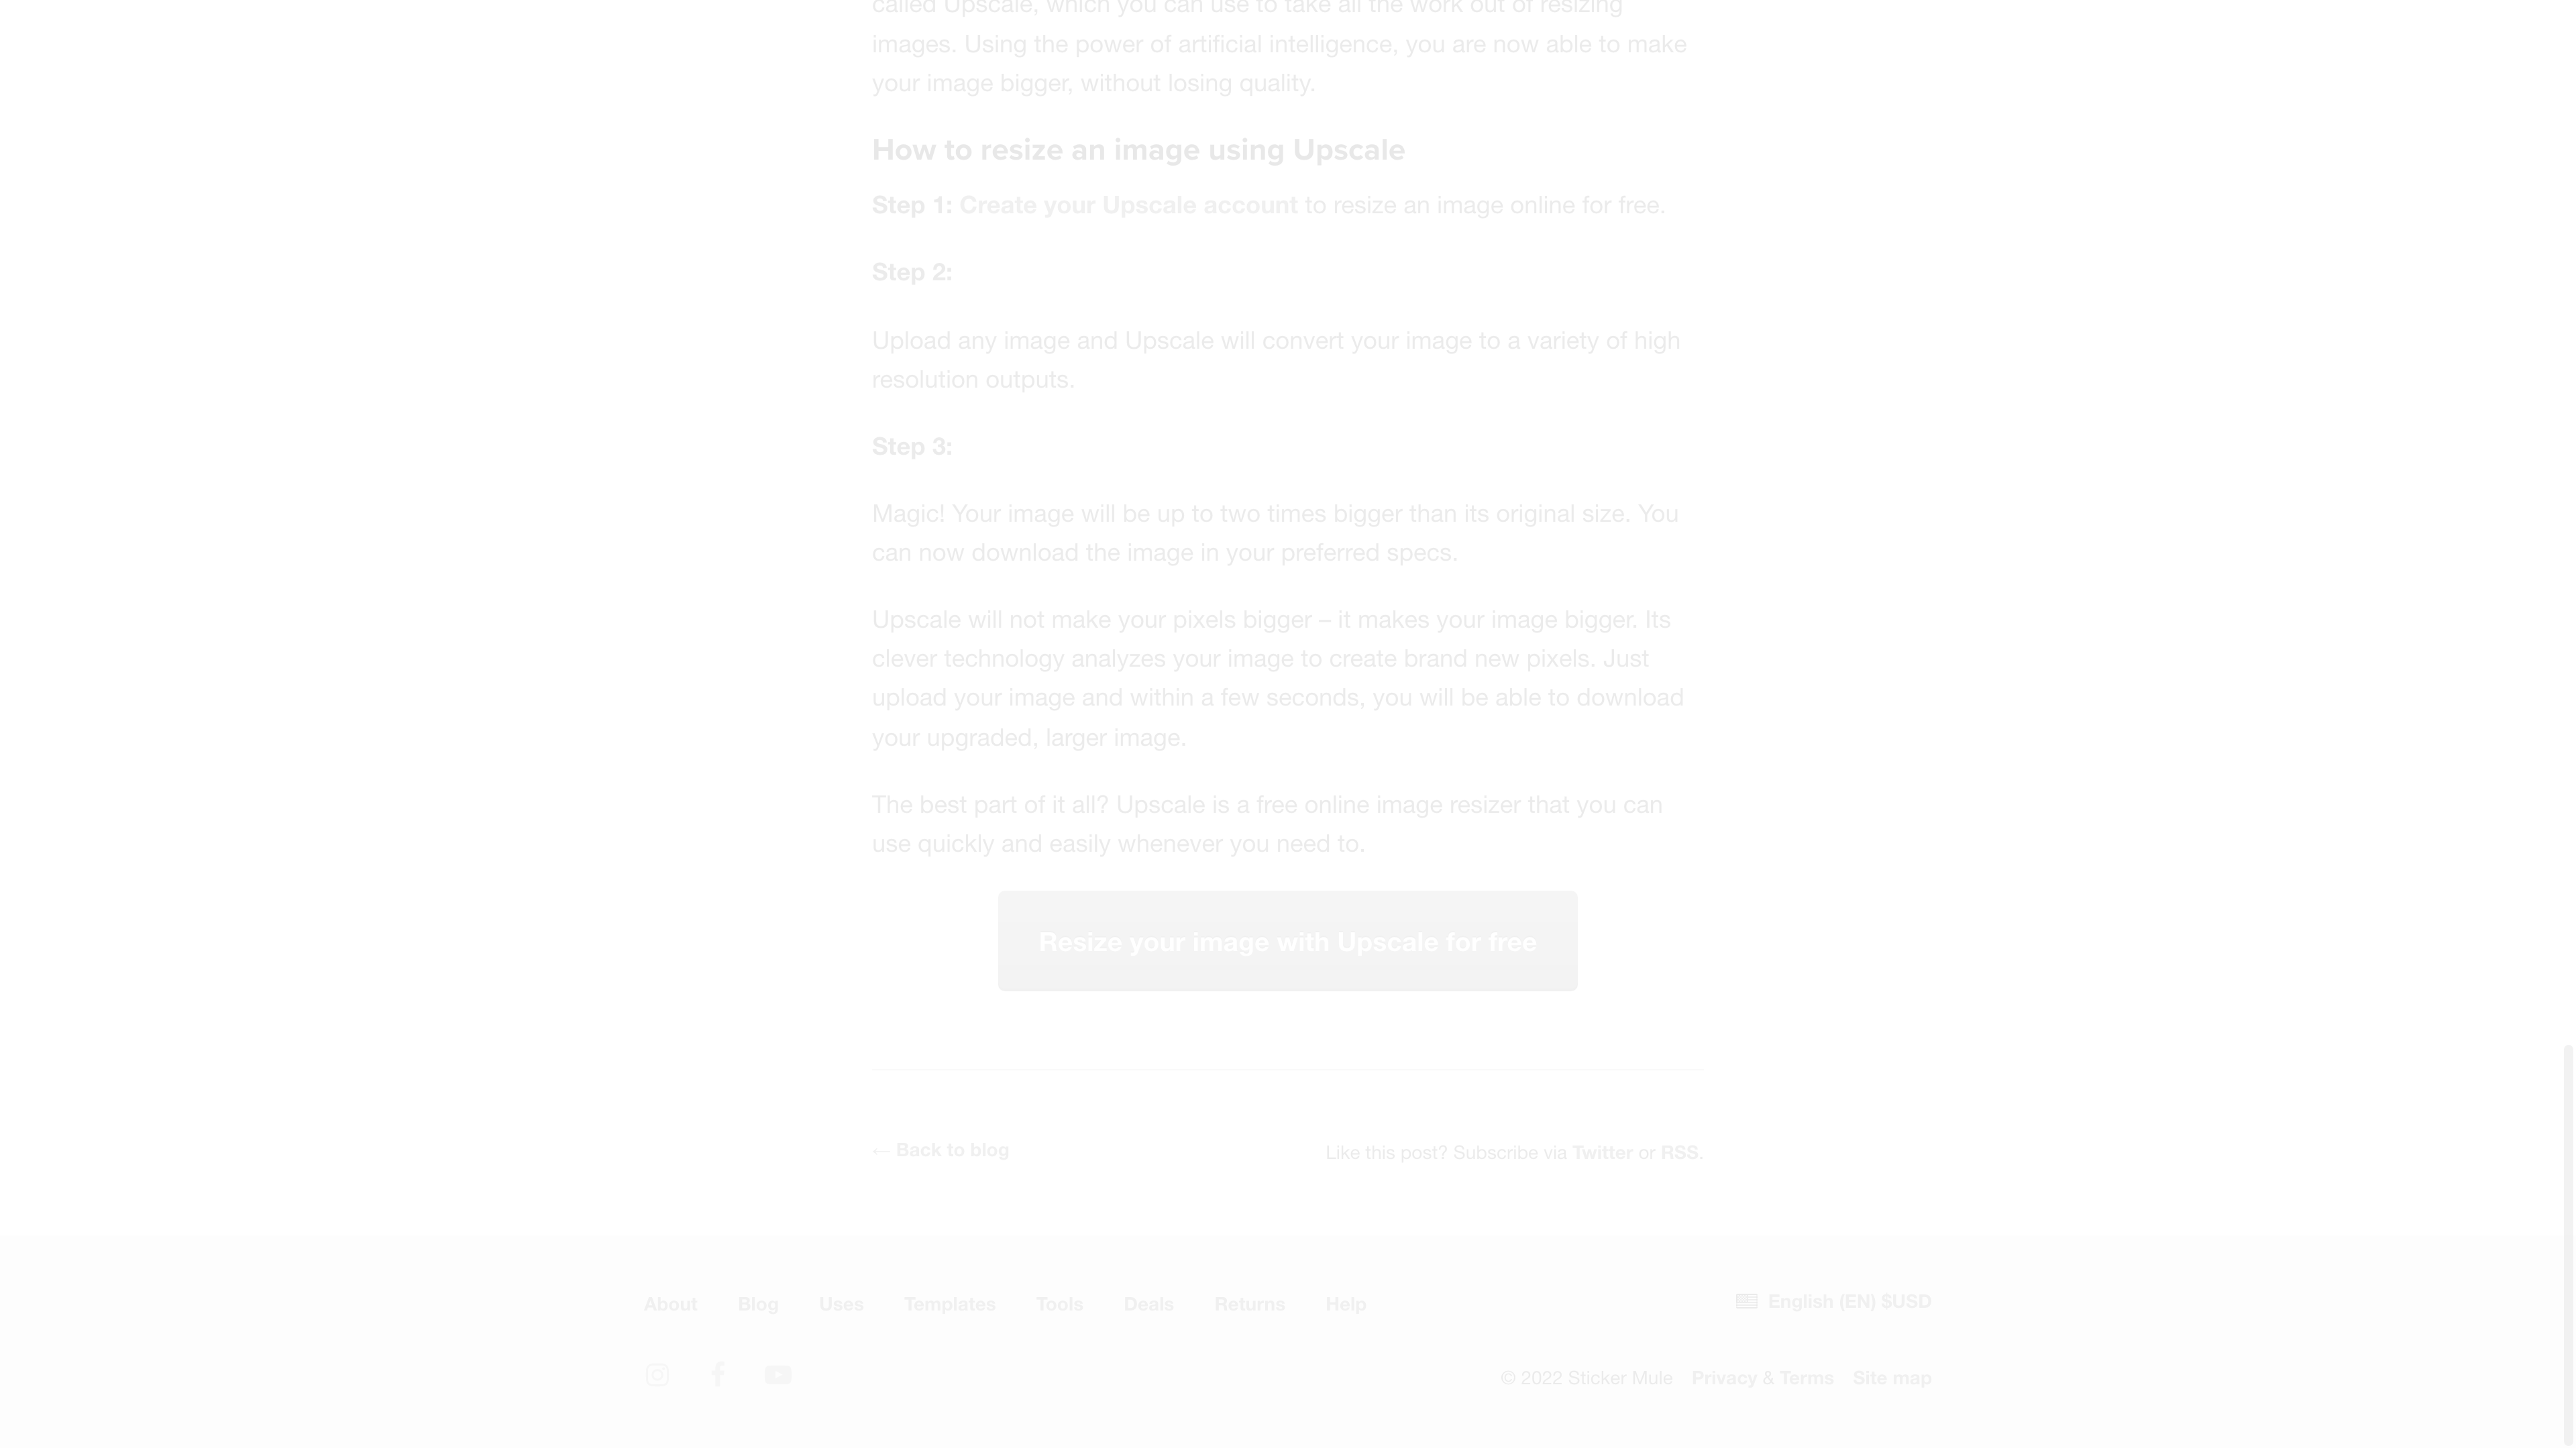 called Upscale, which you can use to take all the work out of resizing
images. Using the power of artificial intelligence, you are now able to make
your image bigger, without losing quality.
How to resize an image using Upscale
Step 1: Create your Upscale account to resize an image online for free.
Step 2:
Upload any image and Upscale will convert your image to a variety of high
resolution outputs.
Step 3:
Magic! Your image will be up to two times bigger than its original size. You
can now download the image in your preferred specs.
Upscale will not make your pixels bigger – it makes your image bigger. Its
clever technology analyzes your image to create brand new pixels. Just
upload your image and within a few seconds, you will be able to download
your upgraded, larger image.
The best part of it all? Upscale is a free online image resizer that you can
use quickly and easily whenever you need to.
Resize your image with Upscale for free
← Back to blog
Like this post? Subscribe via Twitter or RSS.
About Blog Uses Templates Tools Deals Returns Help
English (EN) $USD
© 2022 Sticker Mule Privacy & Terms Site map